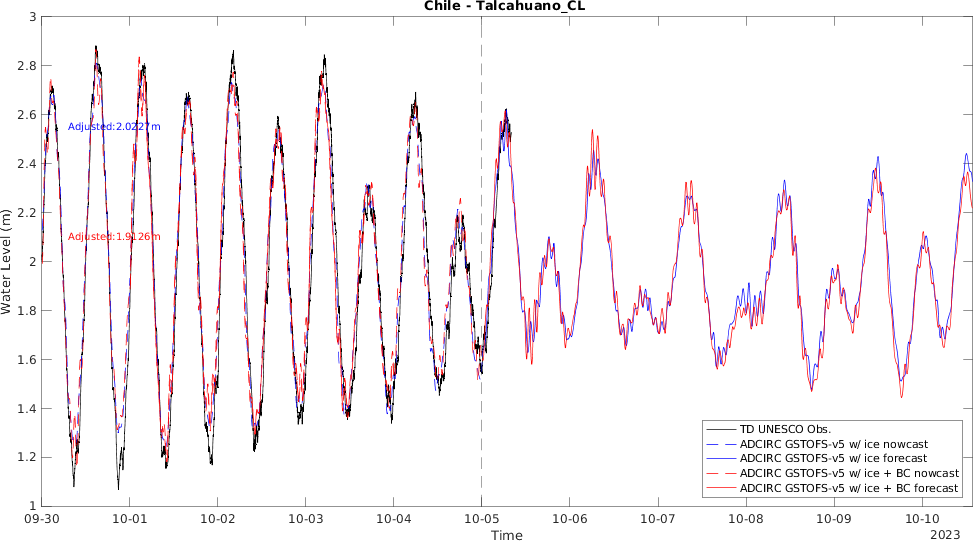 Chile - Talcahuano_CL
3
2.8
2.6
2.4
2.2
2
1.8
1.6
1.4
1.2
1
Water Level (m)
Adjusted:2.0227m
Adjusted:1.9126m
TD UNESCO Obs.
ADCIRC GSTOFS-v5 w/ ice nowcast
ADCIRC GSTOFS-v5 w/ ice forecast
ADCIRC GSTOFS-v5 w/ ice + BC nowcast
ADCIRC GSTOFS-v5 w/ ice + BC forecast
09-30 10-01 10-02 10-03 10-04 10-05 10-06 10-07 10-08 10-09 10-10
Time
2023